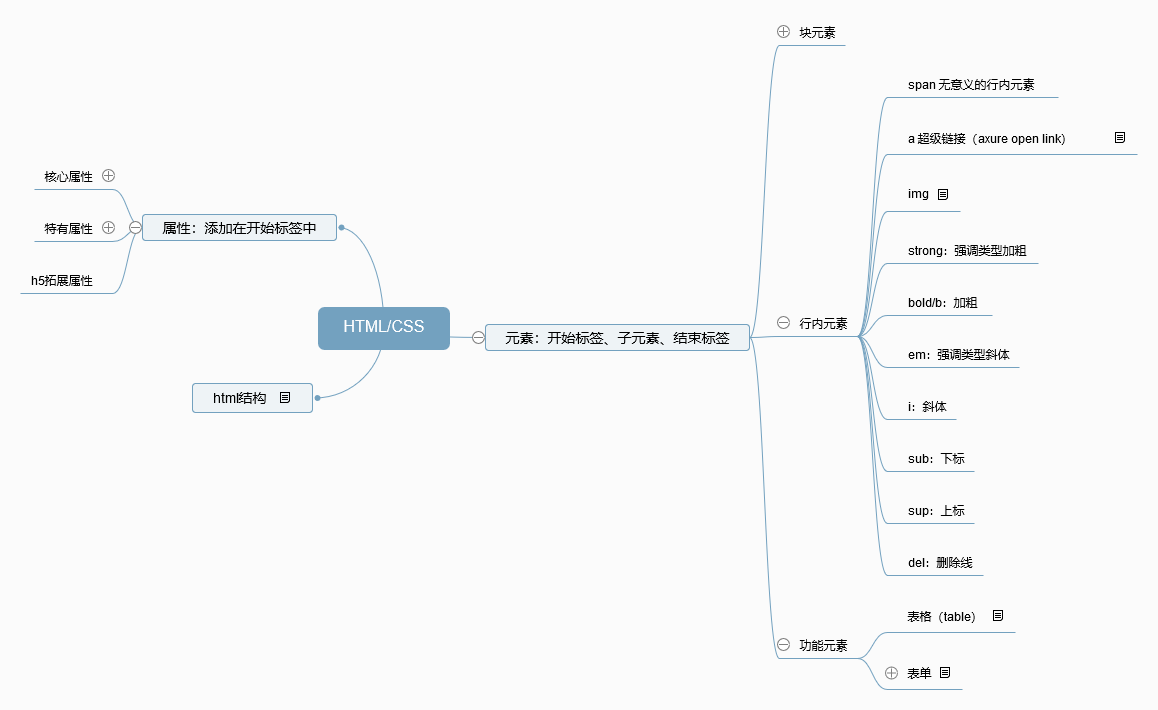 HTML/CSS
属性：添加在开始标签中
核心属性
特有属性
h5拓展属性
html结构
元素：开始标签、子元素、结束标签
块元素
行内元素
span 无意义的行内元素
a 超级链接（axure open link）
img
strong：强调类型加粗
bold/b：加粗
em：强调类型斜体
i：斜体
sub：下标
sup：上标
del：删除线
功能元素
表格（table）
表单